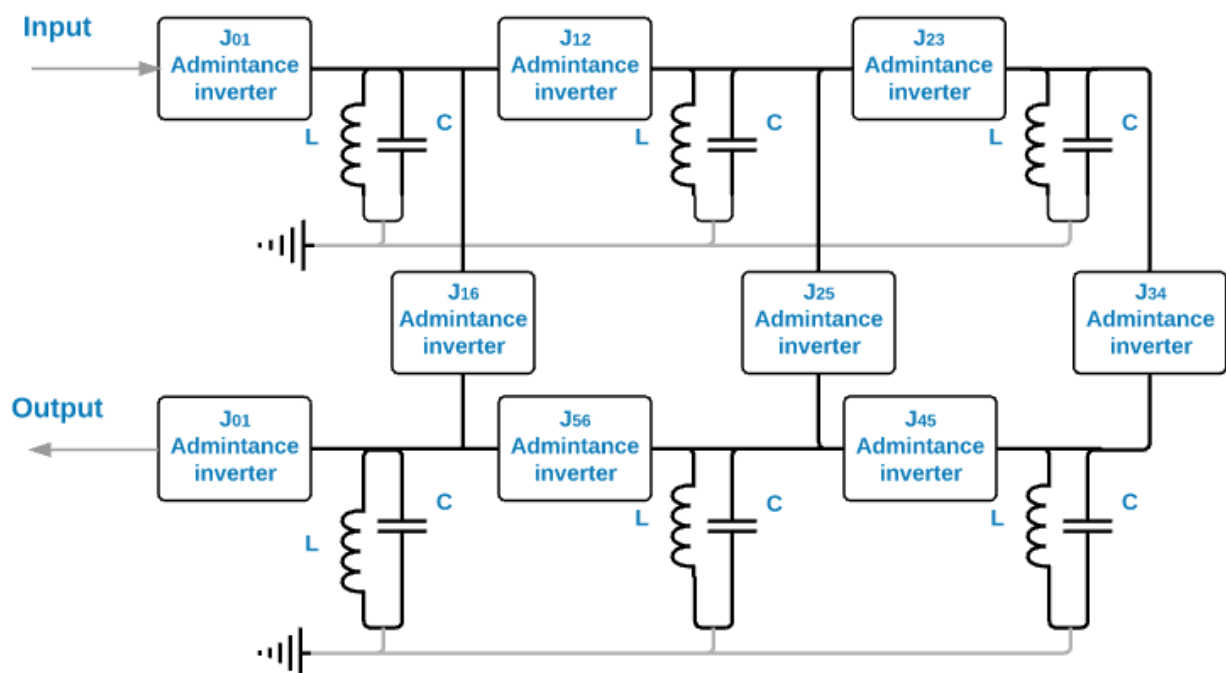 Input
J01
Admintance
inverter
J12
Admintance
inverter
J23
Admintance
inverter
L
C
L
C
L
C
J16
Admintance
inverter
J25
Admintance
inverter
J34
Admintance
inverter
Output
J01
Admintance
inverter
J56
Admintance
inverter
J45
Admintance
inverter
L
C
L
C
L
C